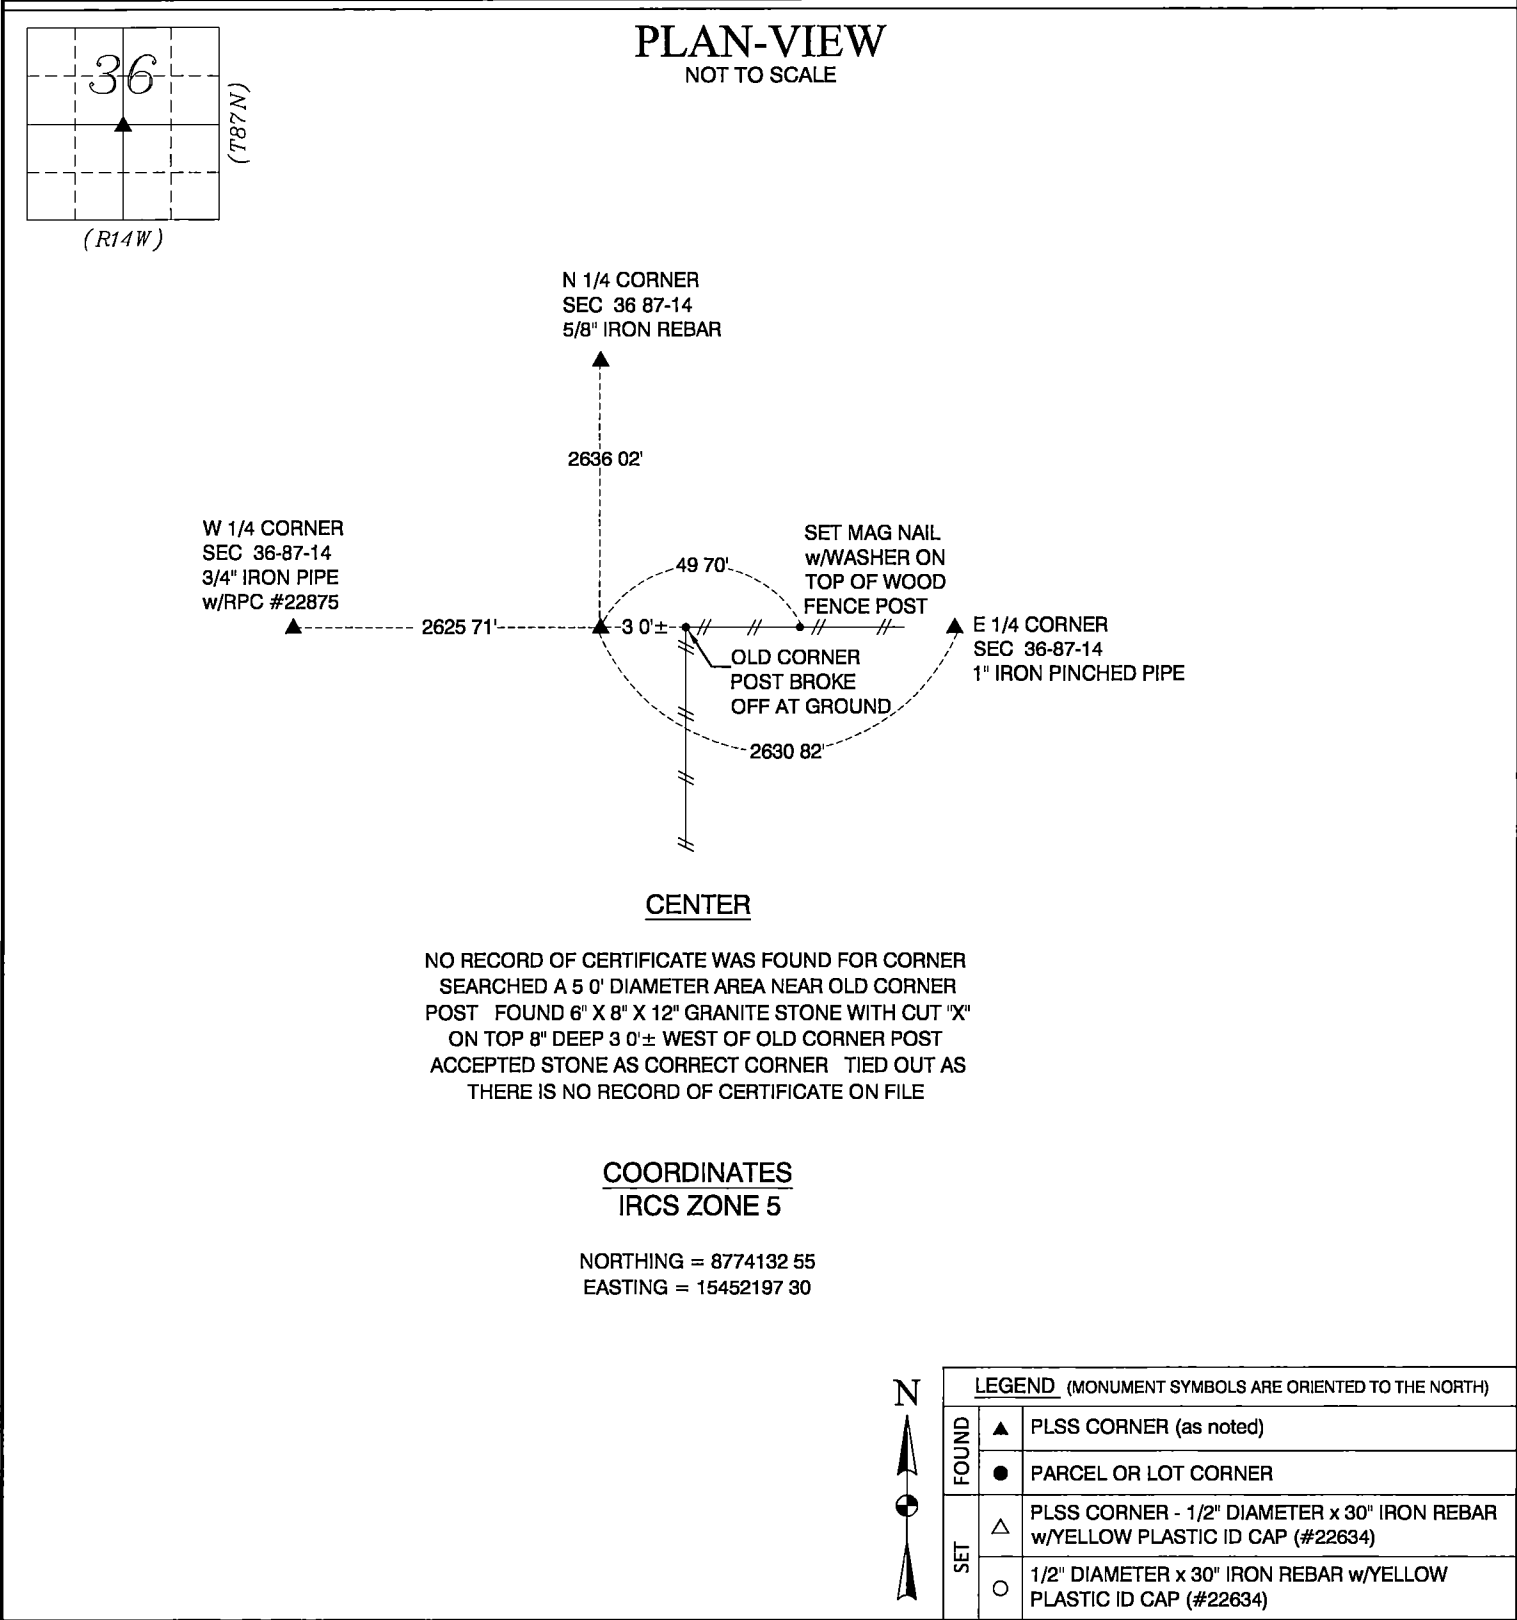 PLAN-VIEW
NOT TO SCALE
36
(T87N)
(R14W)
N 1/4 CORNER
SEC 36 87-14
5/8" IRON REBAR
2636 02'
W 1/4 CORNER
SEC 36-87-14
3/4" IRON PIPE
w/RPC #22875
2625 71'
3 0'±
49 70'
SET MAG NAIL
w/WASHER ON
TOP OF WOOD
FENCE POST
E 1/4 CORNER
SEC 36-87-14
1" IRON PINCHED PIPE
OLD CORNER
POST BROKE
OFF AT GROUND
2630 82'
CENTER
NO RECORD OF CERTIFICATE WAS FOUND FOR CORNER
SEARCHED A 5 0' DIAMETER AREA NEAR OLD CORNER
POST FOUND 6" X 8" X 12" GRANITE STONE WITH CUT "X"
ON TOP 8" DEEP 3 0'± WEST OF OLD CORNER POST
ACCEPTED STONE AS CORRECT CORNER TIED OUT AS
THERE IS NO RECORD OF CERTIFICATE ON FILE
COORDINATES
IRCS ZONE 5
NORTHING = 8774132 55
EASTING = 15452197 30
N
LEGEND (MONUMENT SYMBOLS ARE ORIENTED TO THE NORTH)
FOUND
PLSS CORNER (as noted)
PARCEL OR LOT CORNER
SET
PLSS CORNER - 1/2" DIAMETER x 30" IRON REBAR
w/YELLOW PLASTIC ID CAP (#22634)
1/2" DIAMETER x 30" IRON REBAR w/YELLOW
PLASTIC ID CAP (#22634)